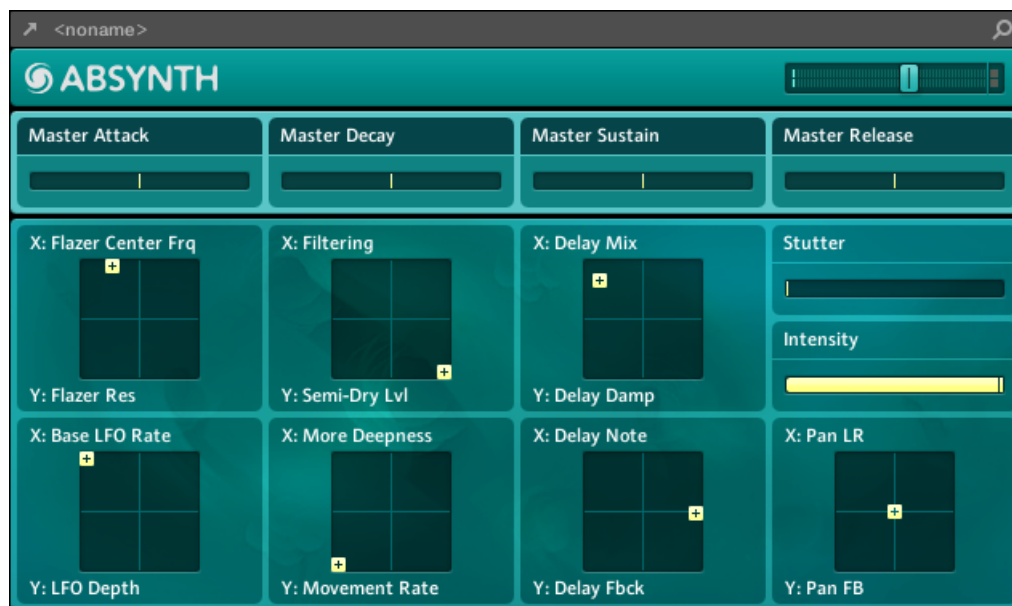 <noname>
ABSYNTH
Master Attack
Master Decay
Master Sustain
Master Release
X: Flazer Center Frq
Y: Flazer Res
X: Filtering
Y: Semi-Dry Lvl
X: Delay Mix
Y: Delay Damp
Stutter
Intensity
X: Base LFO Rate
Y: LFO Depth
X: More Deepness
Y: Movement Rate
X: Delay Note
Y: Delay Fbck
X: Pan LR
Y: Pan FB